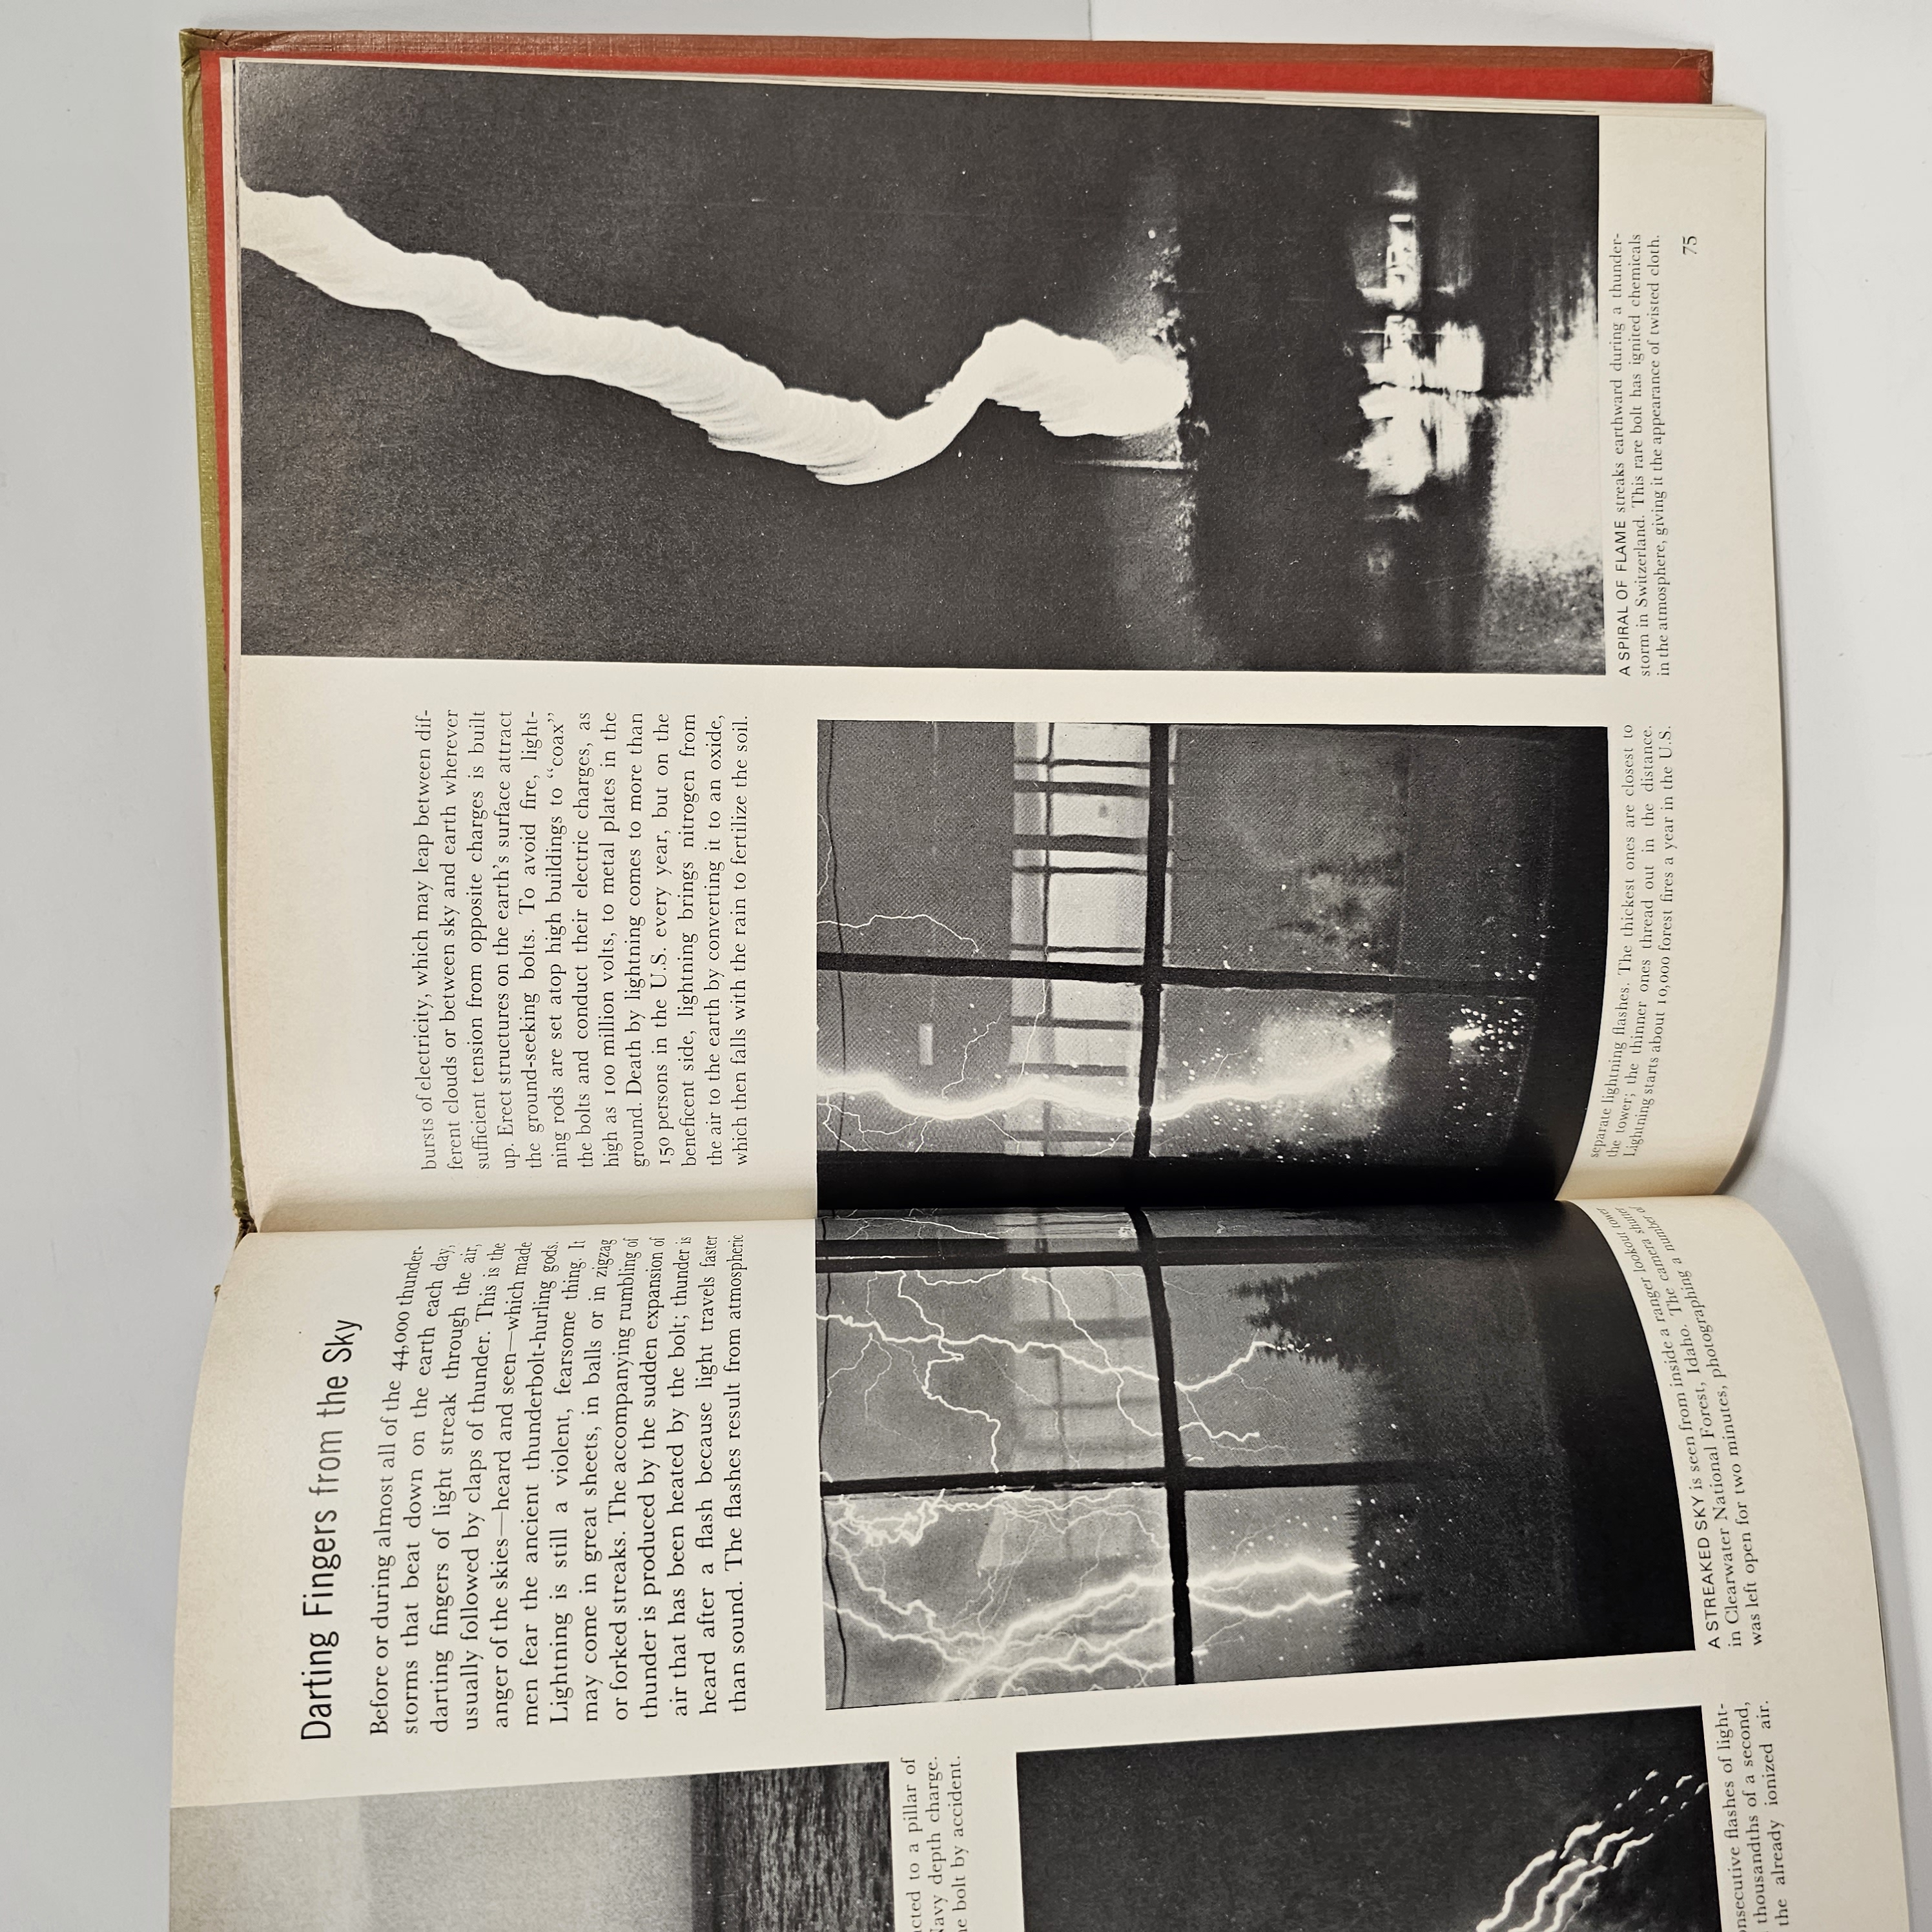 Darting Fingers from the Sky
Before or during almost all of the 44,000 thunder-
storms that beat down on the earth each day,
darting fingers of light streak through the air,
usually followed by claps of thunder. This is the
anger of the skies—heard and seen—which made
men fear the ancient thunderbolt-hurling gods.
Lightning is still a violent, fearsome thing. It
may come in great sheets, in balls or in zigzag
or forked streaks. The accompanying rumbling of
thunder is produced by the sudden expansion of
air that has been heated by the bolt; thunder is
heard after a flash because light travels faster
than sound. The flashes result from atmospheric
bursts of electricity, which may leap between dif-
ferent clouds or between sky and earth wherever
sufficient tension from opposite charges is built
up. Erect structures on the earth's surface attract
the ground-seeking bolts. To avoid fire, light-
ning rods are set atop high buildings to “coax”
the bolts and conduct their electric charges, as
high as 100 million volts, to metal plates in the
ground. Death by lightning comes to more than
150 persons in the U.S. every year, but on the
beneficent side, lightning brings nitrogen from
the air to the earth by converting it to an oxide,
which then falls with the rain to fertilize the soil.
acted to a pillar of
Navy depth charge.
bolt by accident.
flashes of light-
thousandths of a second,
the already ionized air.
A STREAKED SKY is seen from inside a ranger lookout tower
in Clearwater National Forest, Idaho. The camera shutter
was left open for two minutes, photographing a number of
separate lightning flashes. The thickest ones are closest to
the tower; the thinner ones thread out in the distance.
Lightning starts about 10,000 forest fires a year in the U.S.
A SPIRAL OF FLAME streaks earthward during a thunder-
storm in Switzerland. This rare bolt has ignited chemicals
in the atmosphere, giving it the appearance of twisted cloth.
75